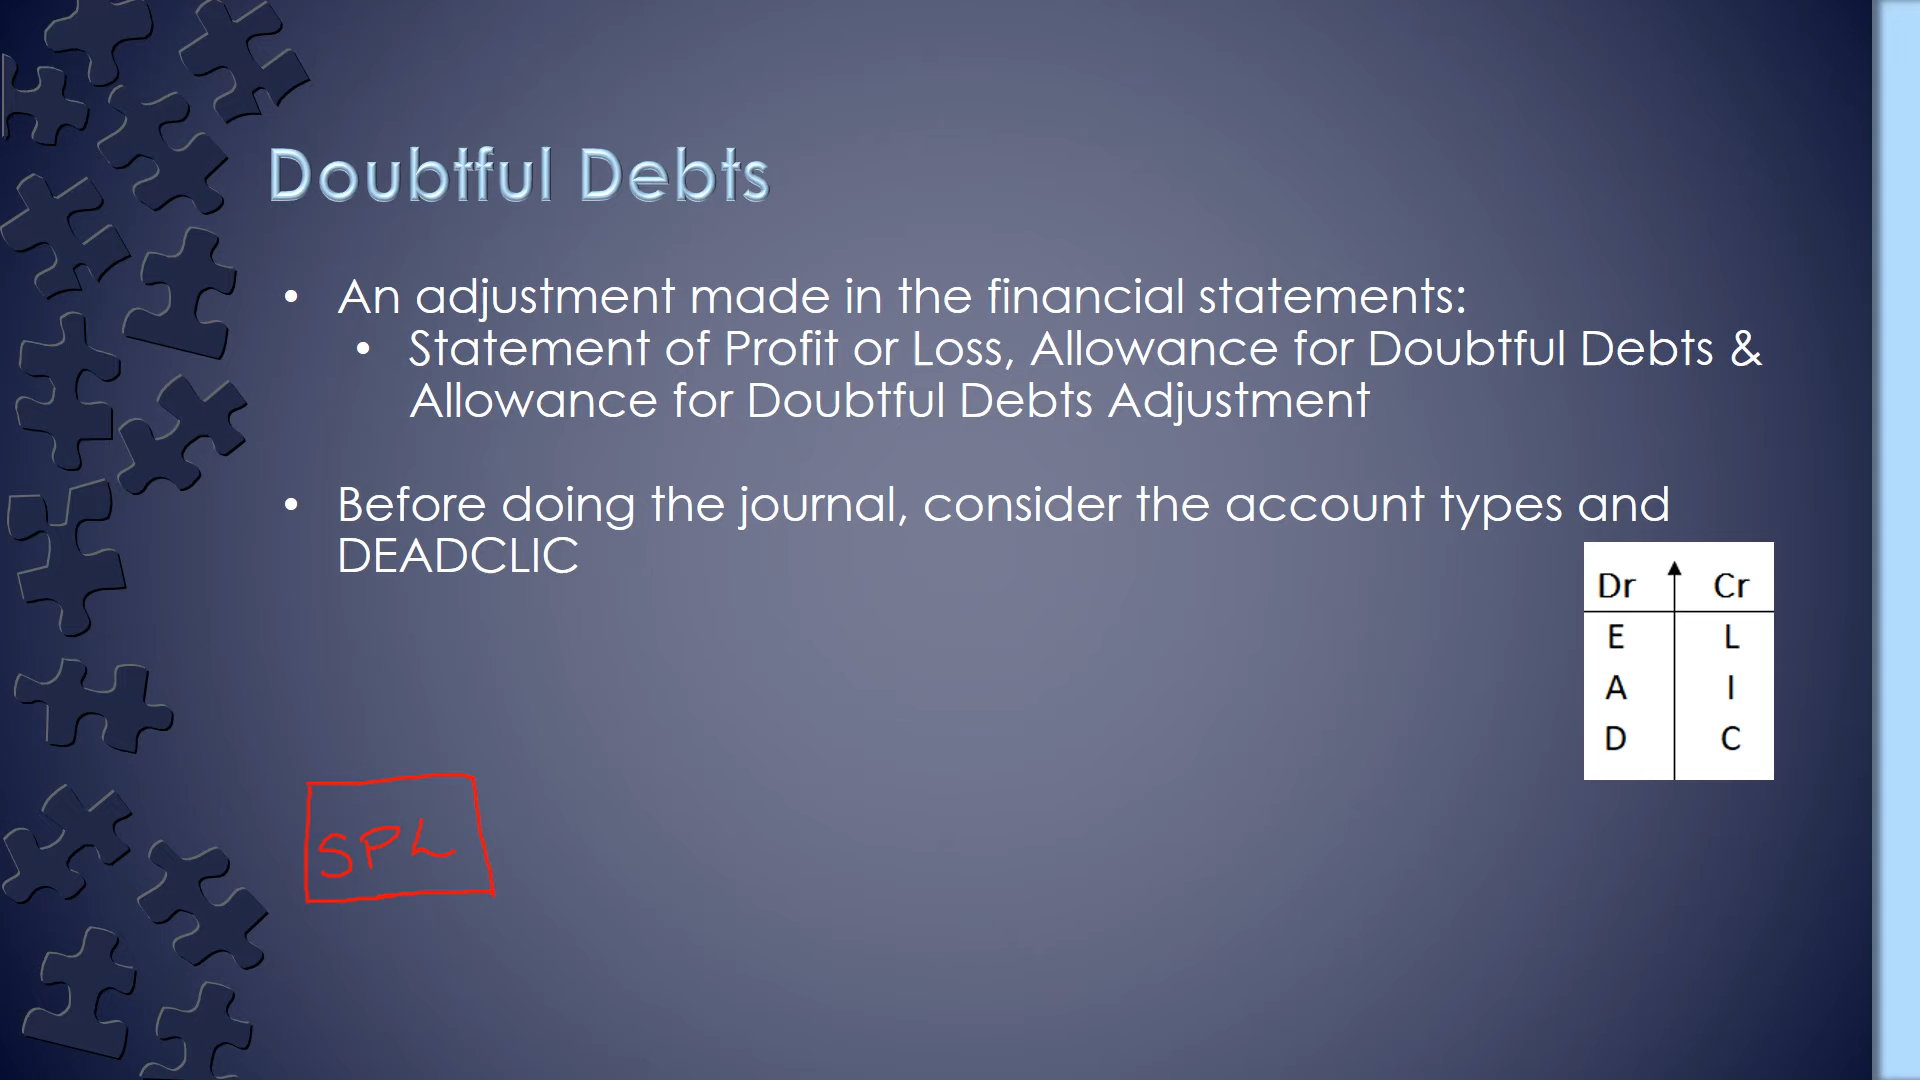 Doubtful Debts
• An adjustment made in the financial statements:
• Statement of Profit or Loss, Allowance for Doubtful Debts &
Allowance for Doubtful Debts Adjustment
• Before doing the journal, consider the account types and
DEADCLIC
Dr Cr
E L
A I
D C
SPL